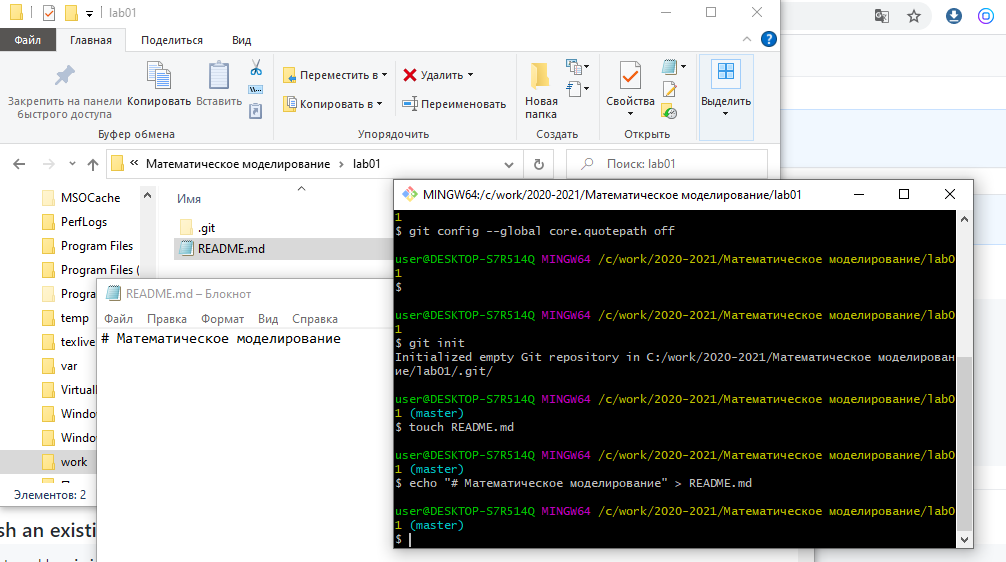 lab01
Файл
Главная
Поделиться
Вид
Закрепить на панели быстрого доступа
Копировать
Вставить
Переместить в
Копировать в
Удалить
Переименовать
Новая папка
Свойства
Выделить
Буфер обмена
Упорядочить
Создать
Открыть
« Математическое моделирование > lab01
Поиск: lab01
Имя
.git
README.md
MSOCache
PerfLogs
Program Files
Program Files (
Progra
temp
texlive
var
Virtuall
Windo
Windo
work
Элементов: 2
sh an existi
README.md – Блокнот
Файл Правка Формат Вид Справка
# Математическое моделирование
MINGW64:/c/work/2020-2021/Математическое моделирование/lab01
1
$ git config --global core.quotepath off
user@DESKTOP-S7R514Q MINGW64 /c/work/2020-2021/Математическое моделирование/lab0
1
$
user@DESKTOP-S7R514Q MINGW64 /c/work/2020-2021/Математическое моделирование/lab0
1
$ git init
Initialized empty Git repository in C:/work/2020-2021/Математическое моделирован
ие/lab01/.git/
user@DESKTOP-S7R514Q MINGW64 /c/work/2020-2021/Математическое моделирование/lab0
1 (master)
$ touch README.md
user@DESKTOP-S7R514Q MINGW64 /c/work/2020-2021/Математическое моделирование/lab0
1 (master)
$ echo "# Математическое моделирование" > README.md
user@DESKTOP-S7R514Q MINGW64 /c/work/2020-2021/Математическое моделирование/lab0
1 (master)
$